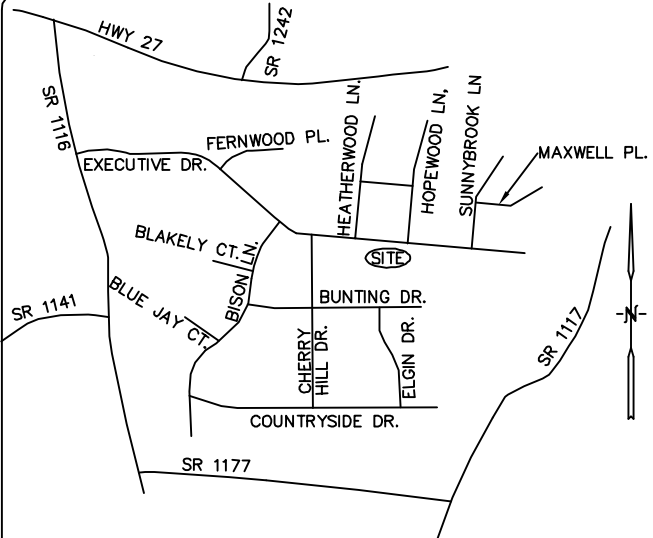 HWY 27
SR 1242
SR 1116
FERNWOOD PL.
EXECUTIVE DR.
HEATHERWOOD LN.
HOPEWOOD LN,
SUNNYBROOK LN
MAXWELL PL.
BLAKELY CT.
BISON LN.
SITE
BLUE JAY CT.
BUNTING DR.
SR 1141
CHERRY
HILL DR.
ELGIN DR.
SR 1117
-N-
COUNTRYSIDE DR.
SR 1177